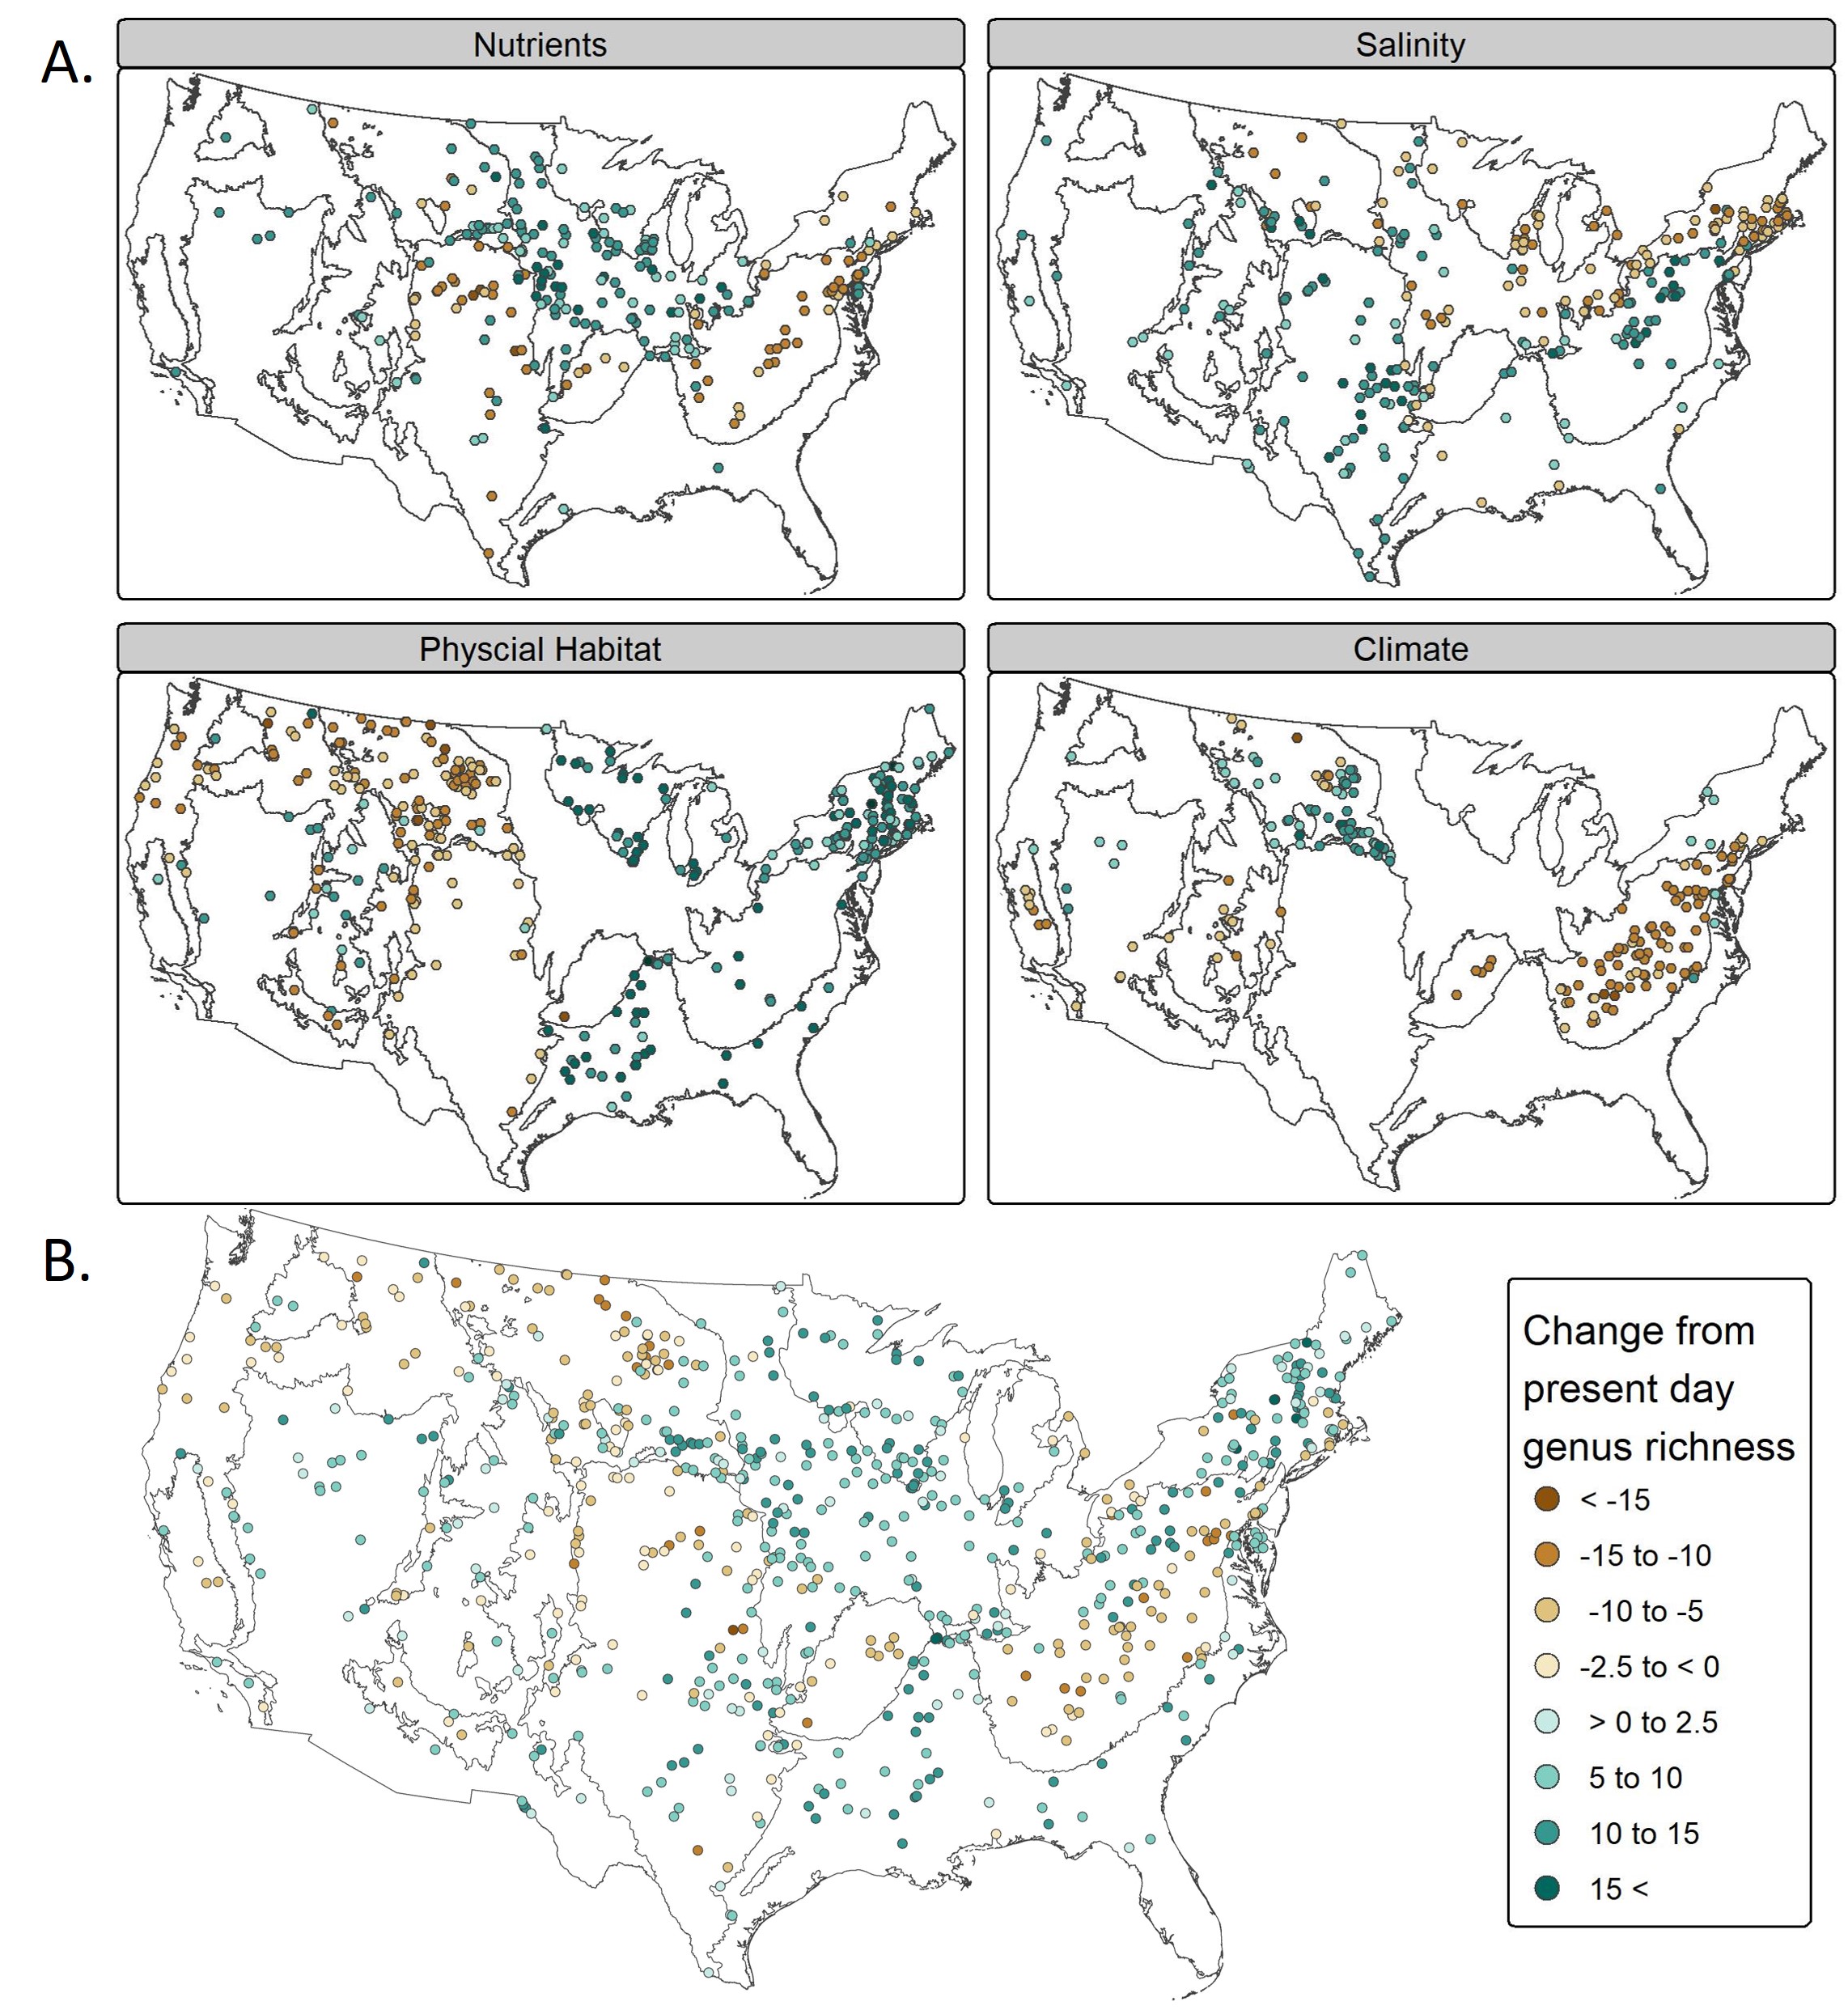 A.
Nutrients
Salinity
Physcial Habitat
Climate
B.
Change from
present day
genus richness
< -15
-15 to -10
-10 to -5
-2.5 to < 0
> 0 to 2.5
5 to 10
10 to 15
15 <